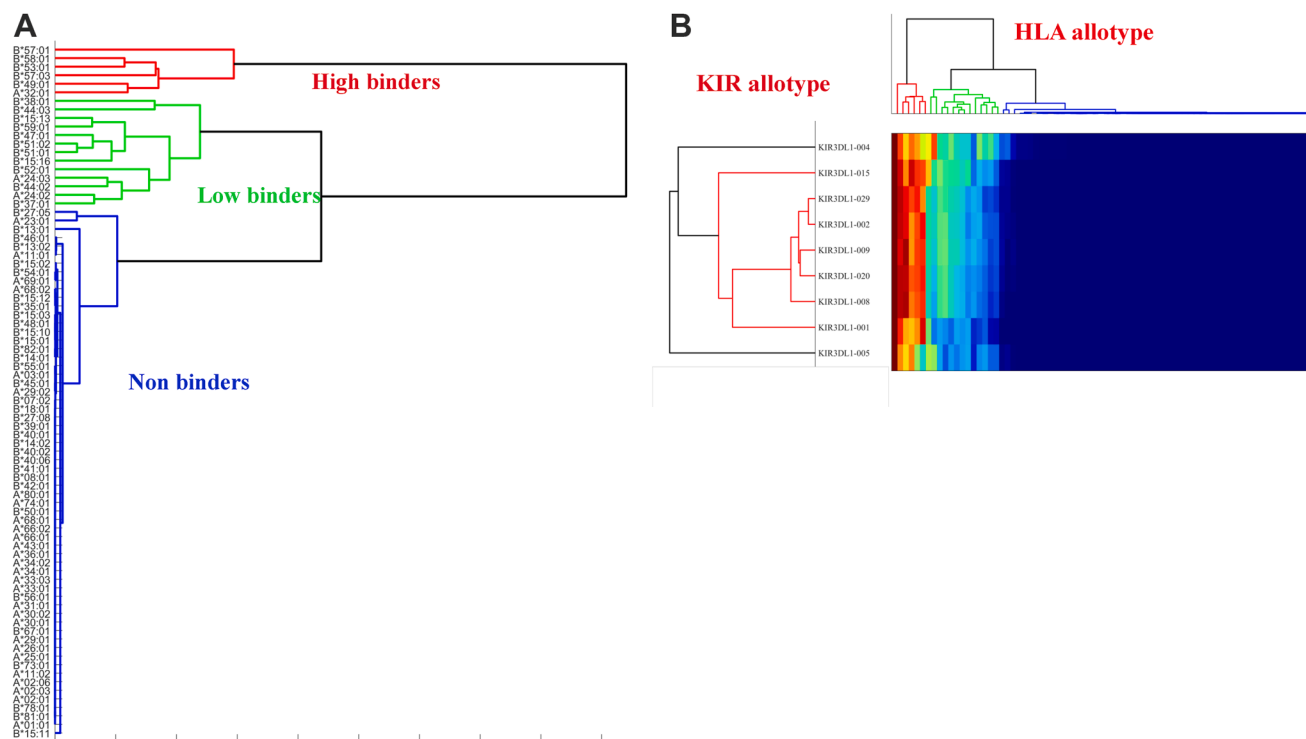 A
B*57:01
B*58:01
B*53:01
B*57:03
B*49:01
A*32:01
B*38:01
B*44:03
B*15:13
B*59:01
B*47:01
B*51:02
B*51:01
B*15:16
B*52:01
A*24:03
B*44:02
A*24:02
B*37:01
B*27:05
A*23:01
B*13:01
B*46:01
B*13:02
A*11:01
B*15:02
B*54:01
A*69:01
A*68:02
B*15:12
B*35:01
B*15:03
B*48:01
B*15:10
B*15:01
B*82:01
B*14:01
B*55:01
A*03:01
B*45:01
A*29:02
B*07:02
B*18:01
B*27:08
B*39:01
B*40:01
B*14:02
B*40:02
B*40:06
B*41:01
B*08:01
B*42:01
A*80:01
A*74:01
B*50:01
A*68:01
A*66:02
A*66:01
A*43:01
A*36:01
A*34:02
A*34:01
A*33:03
A*33:01
B*56:01
A*31:01
A*30:02
A*30:01
B*67:01
A*29:01
A*26:01
A*25:01
B*73:01
A*11:02
A*02:06
A*02:03
A*02:01
B*78:01
B*81:01
A*01:01
B*15:11
High binders
Low binders
Non binders
B
HLA allotype
KIR allotype
KIR3DL1-004
KIR3DL1-015
KIR3DL1-029
KIR3DL1-002
KIR3DL1-009
KIR3DL1-020
KIR3DL1-008
KIR3DL1-001
KIR3DL1-005